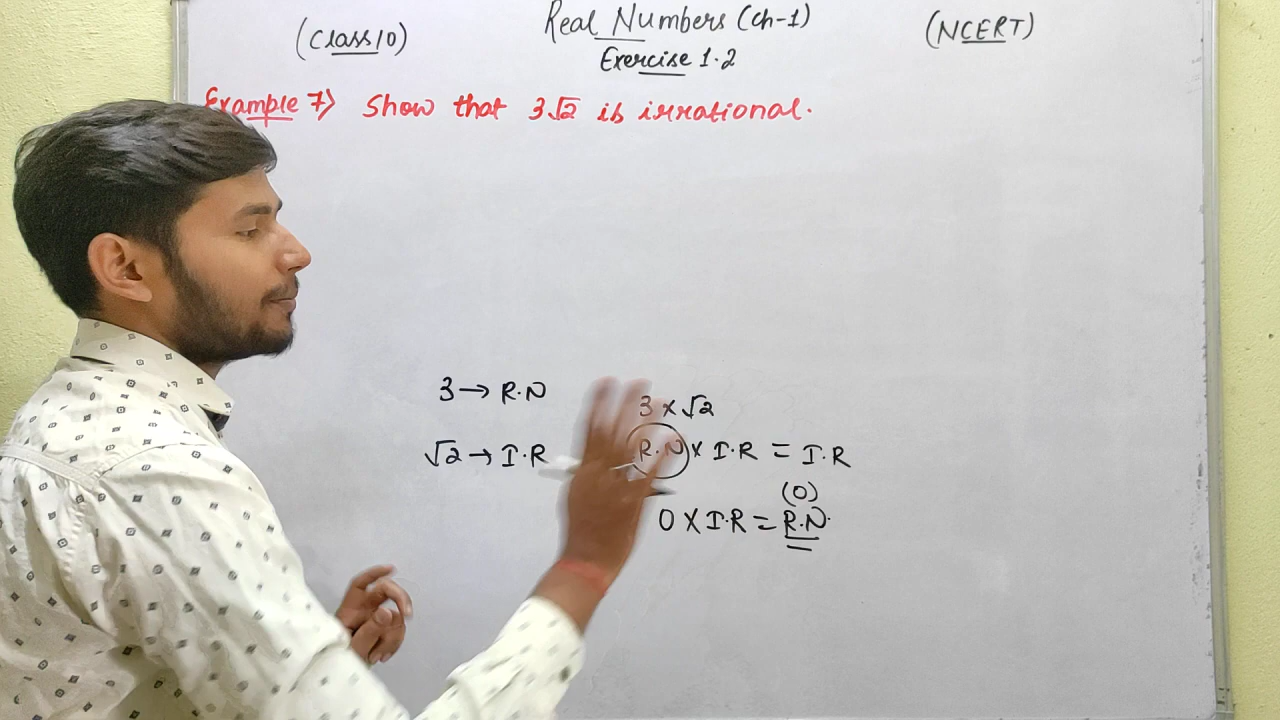 (Class 10)
Real Numbers (Ch-1)
(NCERT)
Exercise 1.2
Example 7) Show that 3√2 is irrational.
3 → R.N
√2 → I.R
3 × √2
R.N × I.R = I.R
(0)
0 × I.R = R.N.